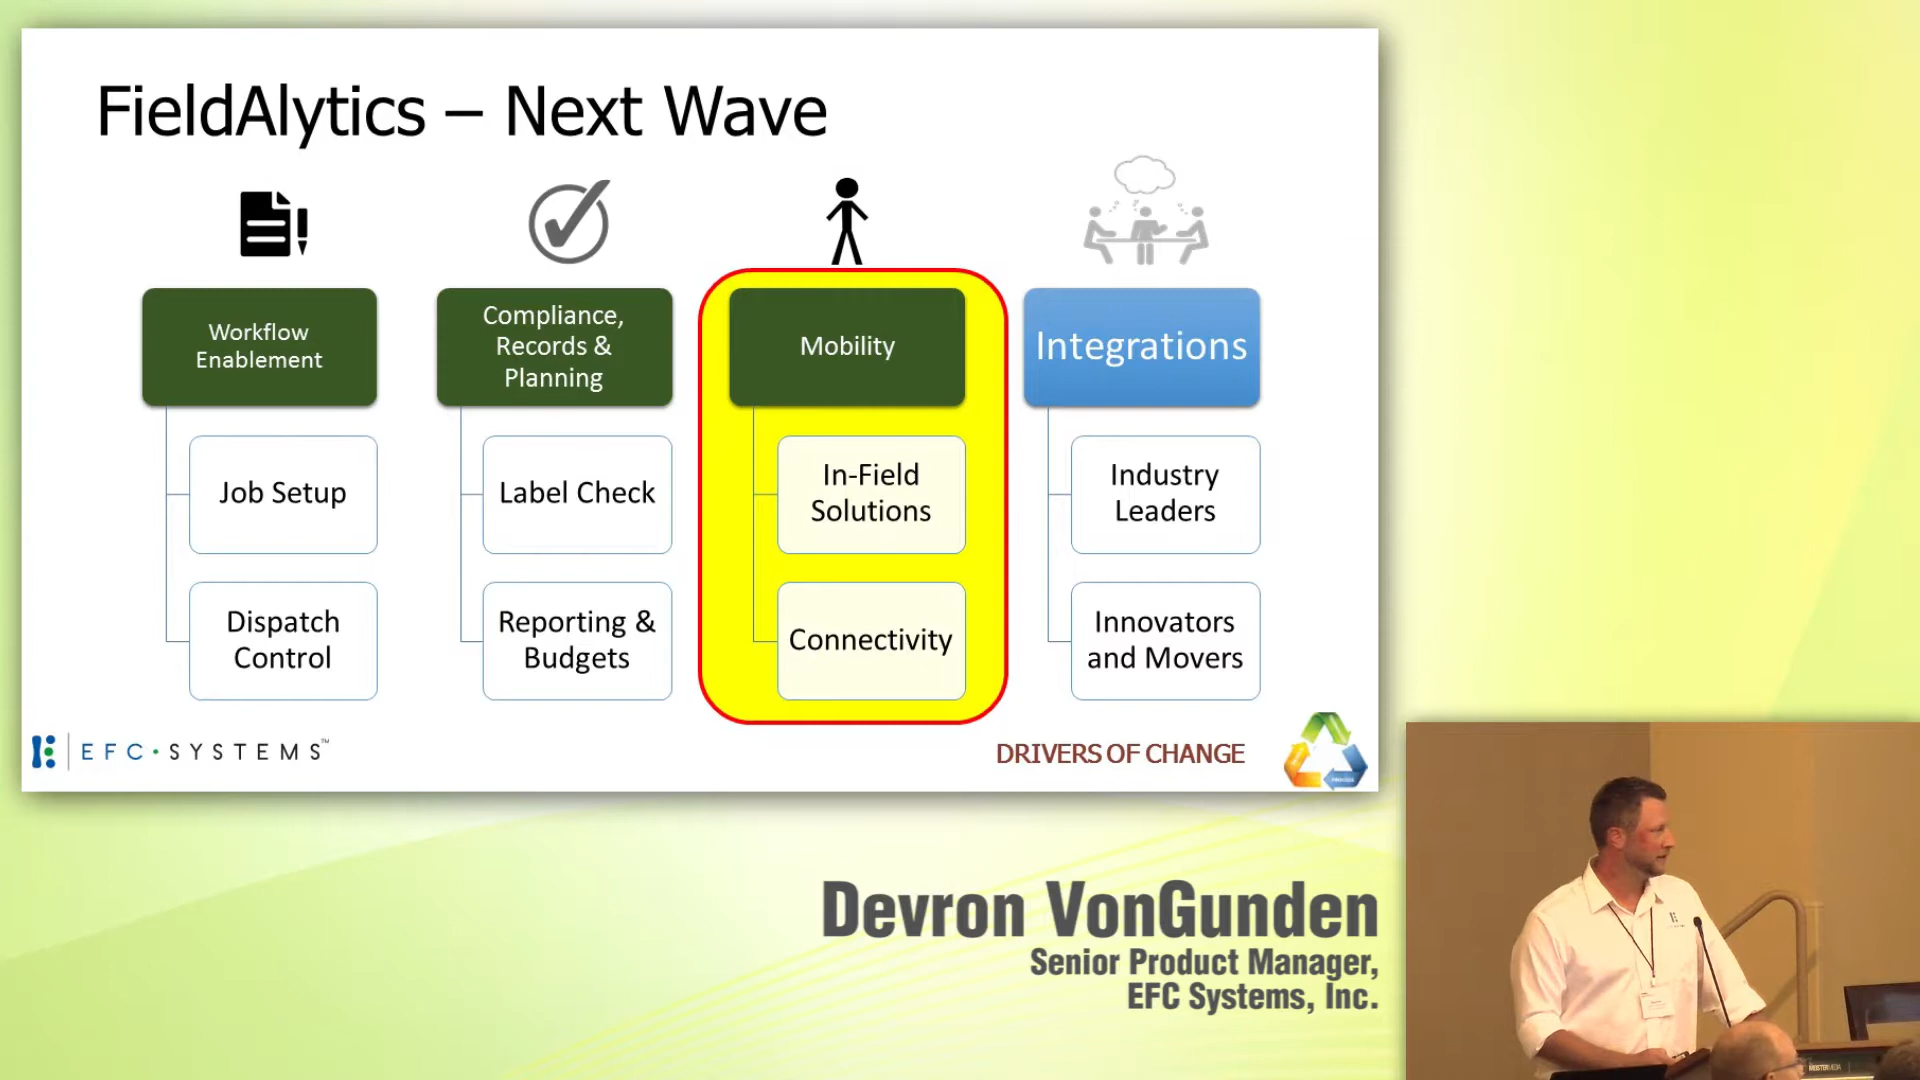 FieldAlytics – Next Wave
Workflow
Enablement
Job Setup
Dispatch
Control
Compliance,
Records &
Planning
Label Check
Reporting &
Budgets
Mobility
In-Field
Solutions
Connectivity
Integrations
Industry
Leaders
Innovators
and Movers
EFC·SYSTEMS™
DRIVERS OF CHANGE
Devron VonGunden
Senior Product Manager,
EFC Systems, Inc.
MEISTERMEDIA